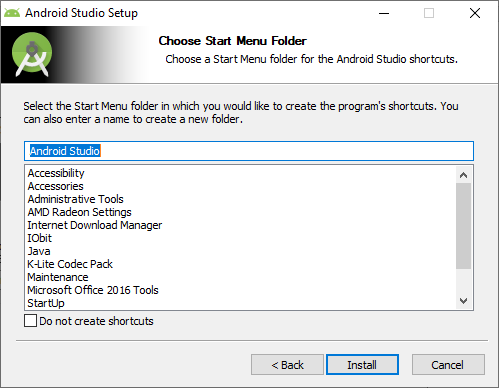 Android Studio Setup
Choose Start Menu Folder
Choose a Start Menu folder for the Android Studio shortcuts.
Select the Start Menu folder in which you would like to create the program's shortcuts. You
can also enter a name to create a new folder.
Android Studio
Accessibility
Accessories
Administrative Tools
AMD Radeon Settings
Internet Download Manager
IObit
Java
K-Lite Codec Pack
Maintenance
Microsoft Office 2016 Tools
StartUp
Do not create shortcuts
< Back
Install
Cancel